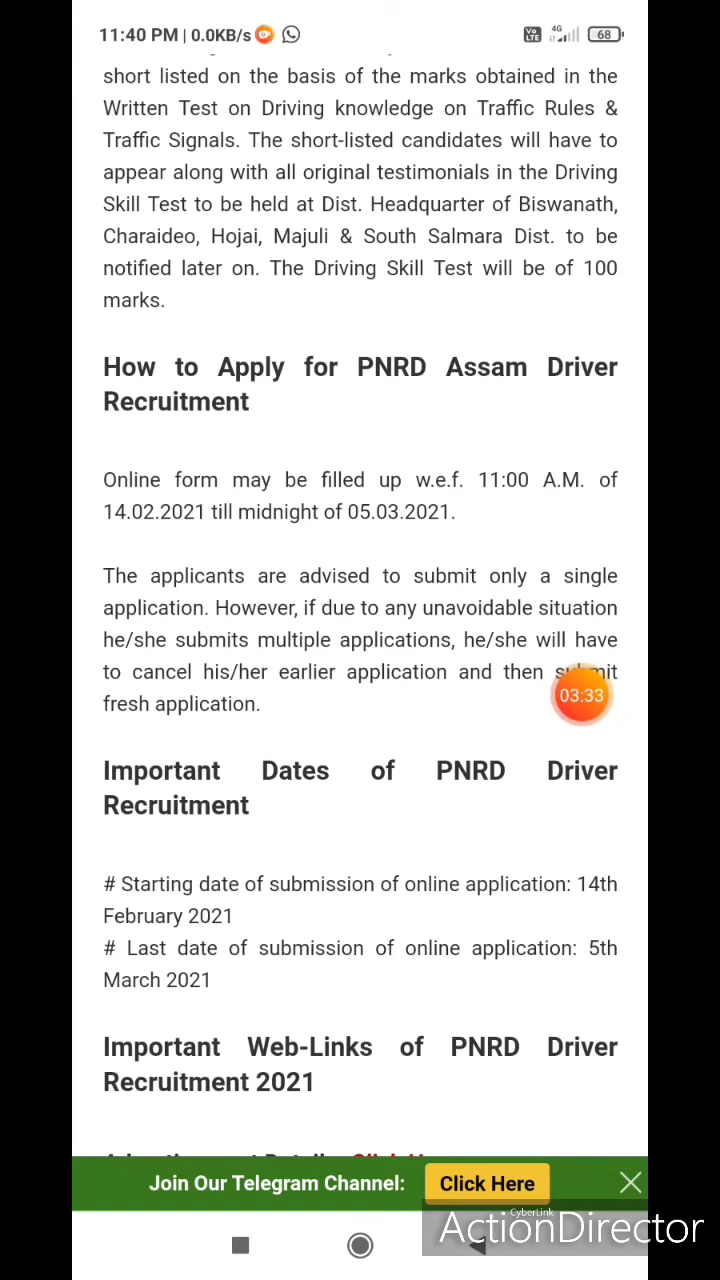 11:40 PM | 0.0KB/s
Vo LTE 4G 68
short listed on the basis of the marks obtained in the
Written Test on Driving knowledge on Traffic Rules &
Traffic Signals. The short-listed candidates will have to
appear along with all original testimonials in the Driving
Skill Test to be held at Dist. Headquarter of Biswanath,
Charaideo, Hojai, Majuli & South Salmara Dist. to be
notified later on. The Driving Skill Test will be of 100
marks.
How to Apply for PNRD Assam Driver
Recruitment
Online form may be filled up w.e.f. 11:00 A.M. of
14.02.2021 till midnight of 05.03.2021.
The applicants are advised to submit only a single
application. However, if due to any unavoidable situation
he/she submits multiple applications, he/she will have
to cancel his/her earlier application and then submit
fresh application.
03:33
Important Dates of PNRD Driver
Recruitment
# Starting date of submission of online application: 14th
February 2021
# Last date of submission of online application: 5th
March 2021
Important Web-Links of PNRD Driver
Recruitment 2021
Join Our Telegram Channel: Click Here
CyberLink
ActionDirector